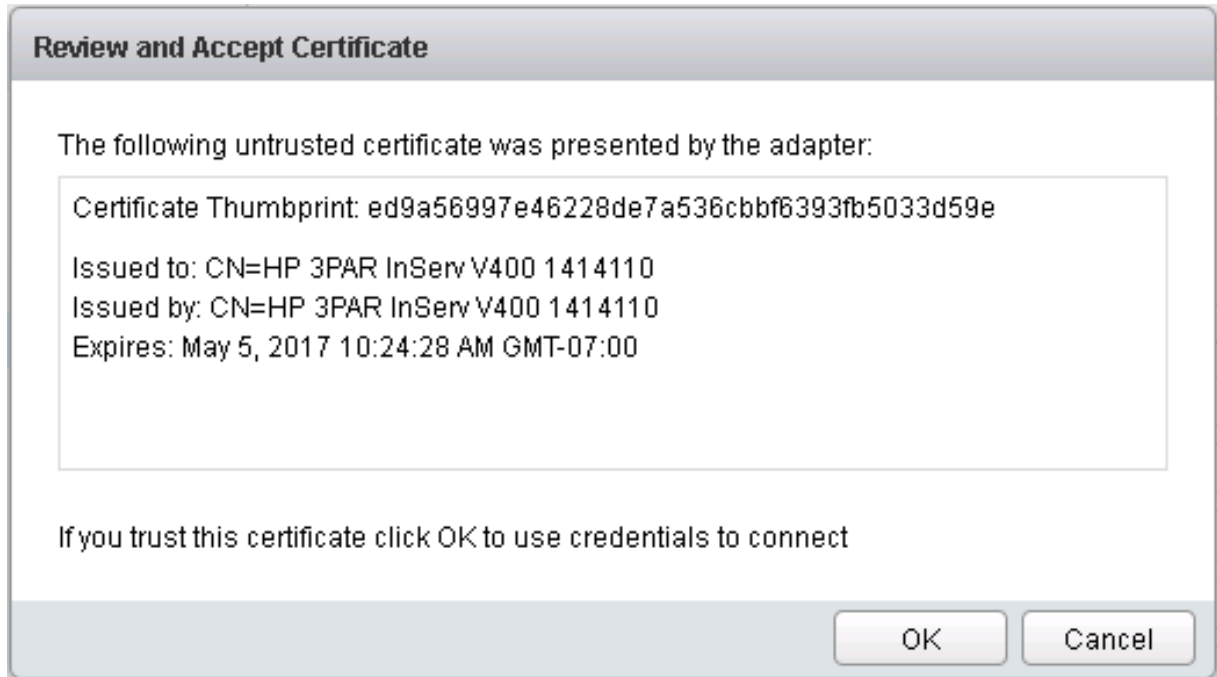 Review and Accept Certificate
The following untrusted certificate was presented by the adapter:
Certificate Thumbprint: ed9a56997e46228de7a536cbbf6393fb5033d59e
Issued to: CN=HP 3PAR InServ V400 1414110
Issued by: CN=HP 3PAR InServ V400 1414110
Expires: May 5, 2017 10:24:28 AM GMT-07:00
If you trust this certificate click OK to use credentials to connect
OK Cancel